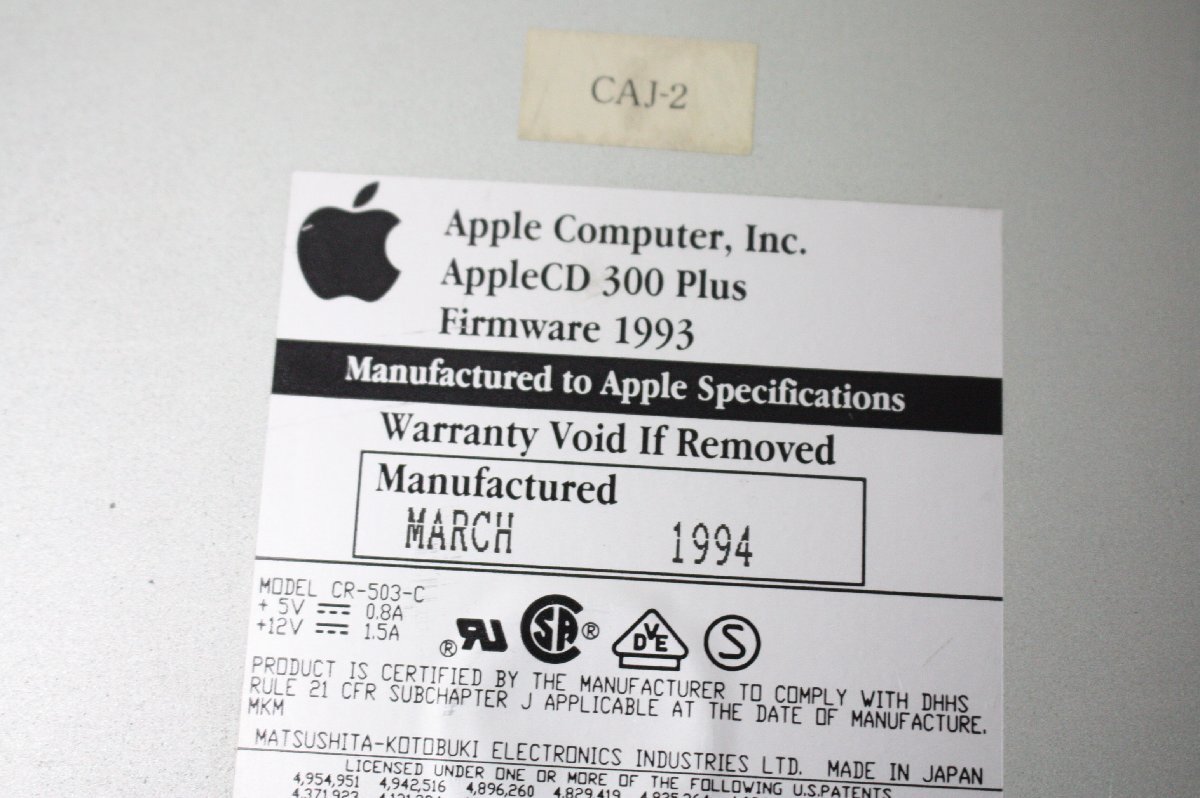 CAJ-2
Apple Computer, Inc.
AppleCD 300 Plus
Firmware 1993
Manufactured to Apple Specifications
Warranty Void If Removed
Manufactured
MARCH 1994
MODEL CR-503-C
+ 5V 0.8A
+12V 1.5A
® RU SA ® DVE S
PRODUCT IS CERTIFIED BY THE MANUFACTURER TO COMPLY WITH DHHS
RULE 21 CFR SUBCHAPTER J APPLICABLE AT THE DATE OF MANUFACTURE.
MKM
MATSUSHITA-KOTOBUKI ELECTRONICS INDUSTRIES LTD. MADE IN JAPAN
LICENSED UNDER ONE OR MORE OF THE FOLLOWING U.S.PATENTS
4,954,951 4,942,516 4,896,260 4,829,419